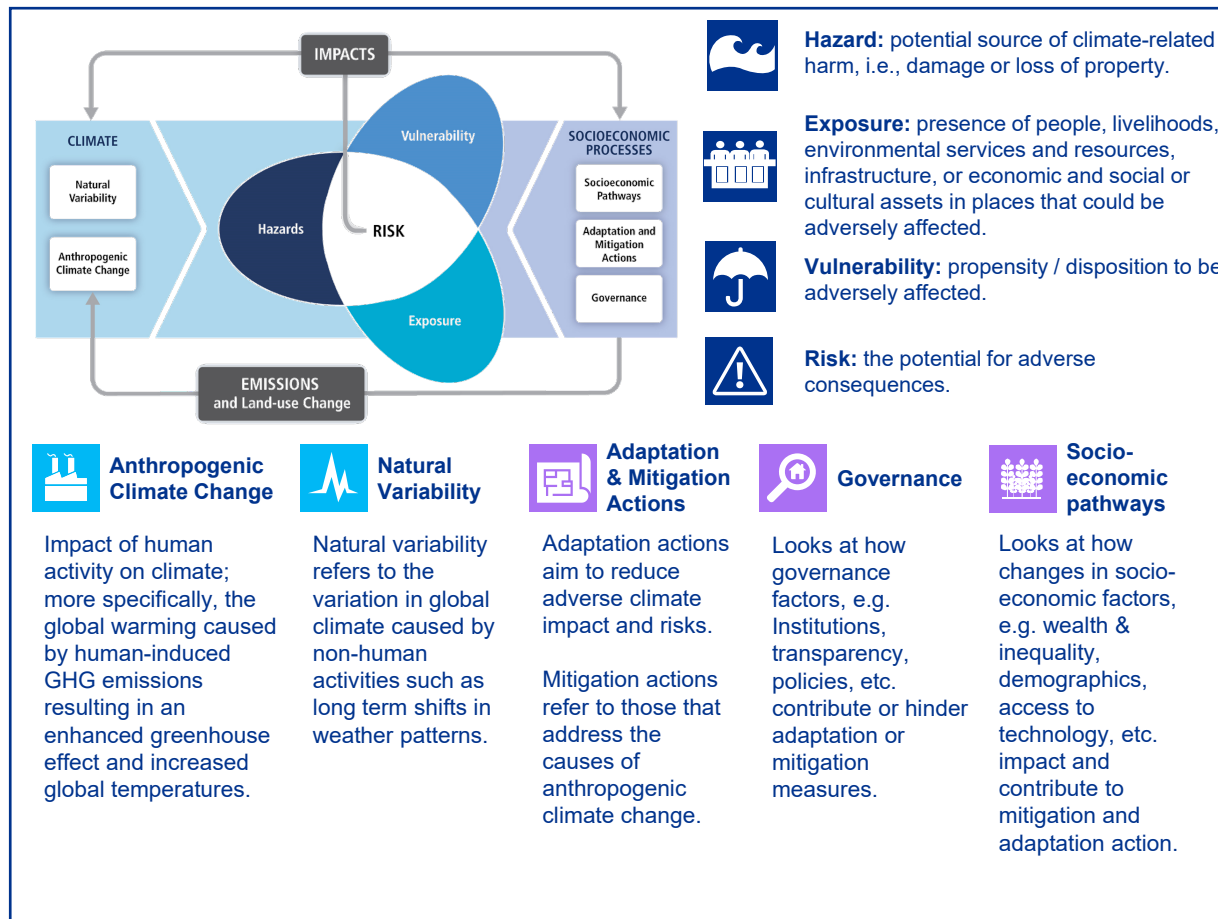 IMPACTS
CLIMATE
Natural
Variability
Anthropogenic
Climate Change
Vulnerability
Hazards
RISK
Exposure
SOCIOECONOMIC
PROCESSES
Socioeconomic
Pathways
Adaptation and
Mitigation
Actions
Governance
EMISSIONS
and Land-use Change
Hazard: potential source of climate-related
harm, i.e., damage or loss of property.
Exposure: presence of people, livelihoods,
environmental services and resources,
infrastructure, or economic and social or
cultural assets in places that could be
adversely affected.
Vulnerability: propensity / disposition to be
adversely affected.
Risk: the potential for adverse
consequences.
Anthropogenic
Climate Change
Impact of human
activity on climate;
more specifically, the
global warming caused
by human-induced
GHG emissions
resulting in an
enhanced greenhouse
effect and increased
global temperatures.
Natural
Variability
Natural variability
refers to the
variation in global
climate caused by
non-human
activities such as
long term shifts in
weather patterns.
Adaptation
& Mitigation
Actions
Adaptation actions
aim to reduce
adverse climate
impact and risks.
Mitigation actions
refer to those that
address the
causes of
anthropogenic
climate change.
Governance
Looks at how
governance
factors, e.g.
Institutions,
transparency,
policies, etc.
contribute or hinder
adaptation or
mitigation
measures.
Socio-
economic
pathways
Looks at how
changes in socio-
economic factors,
e.g. wealth &
inequality,
demographics,
access to
technology, etc.
impact and
contribute to
mitigation and
adaptation action.